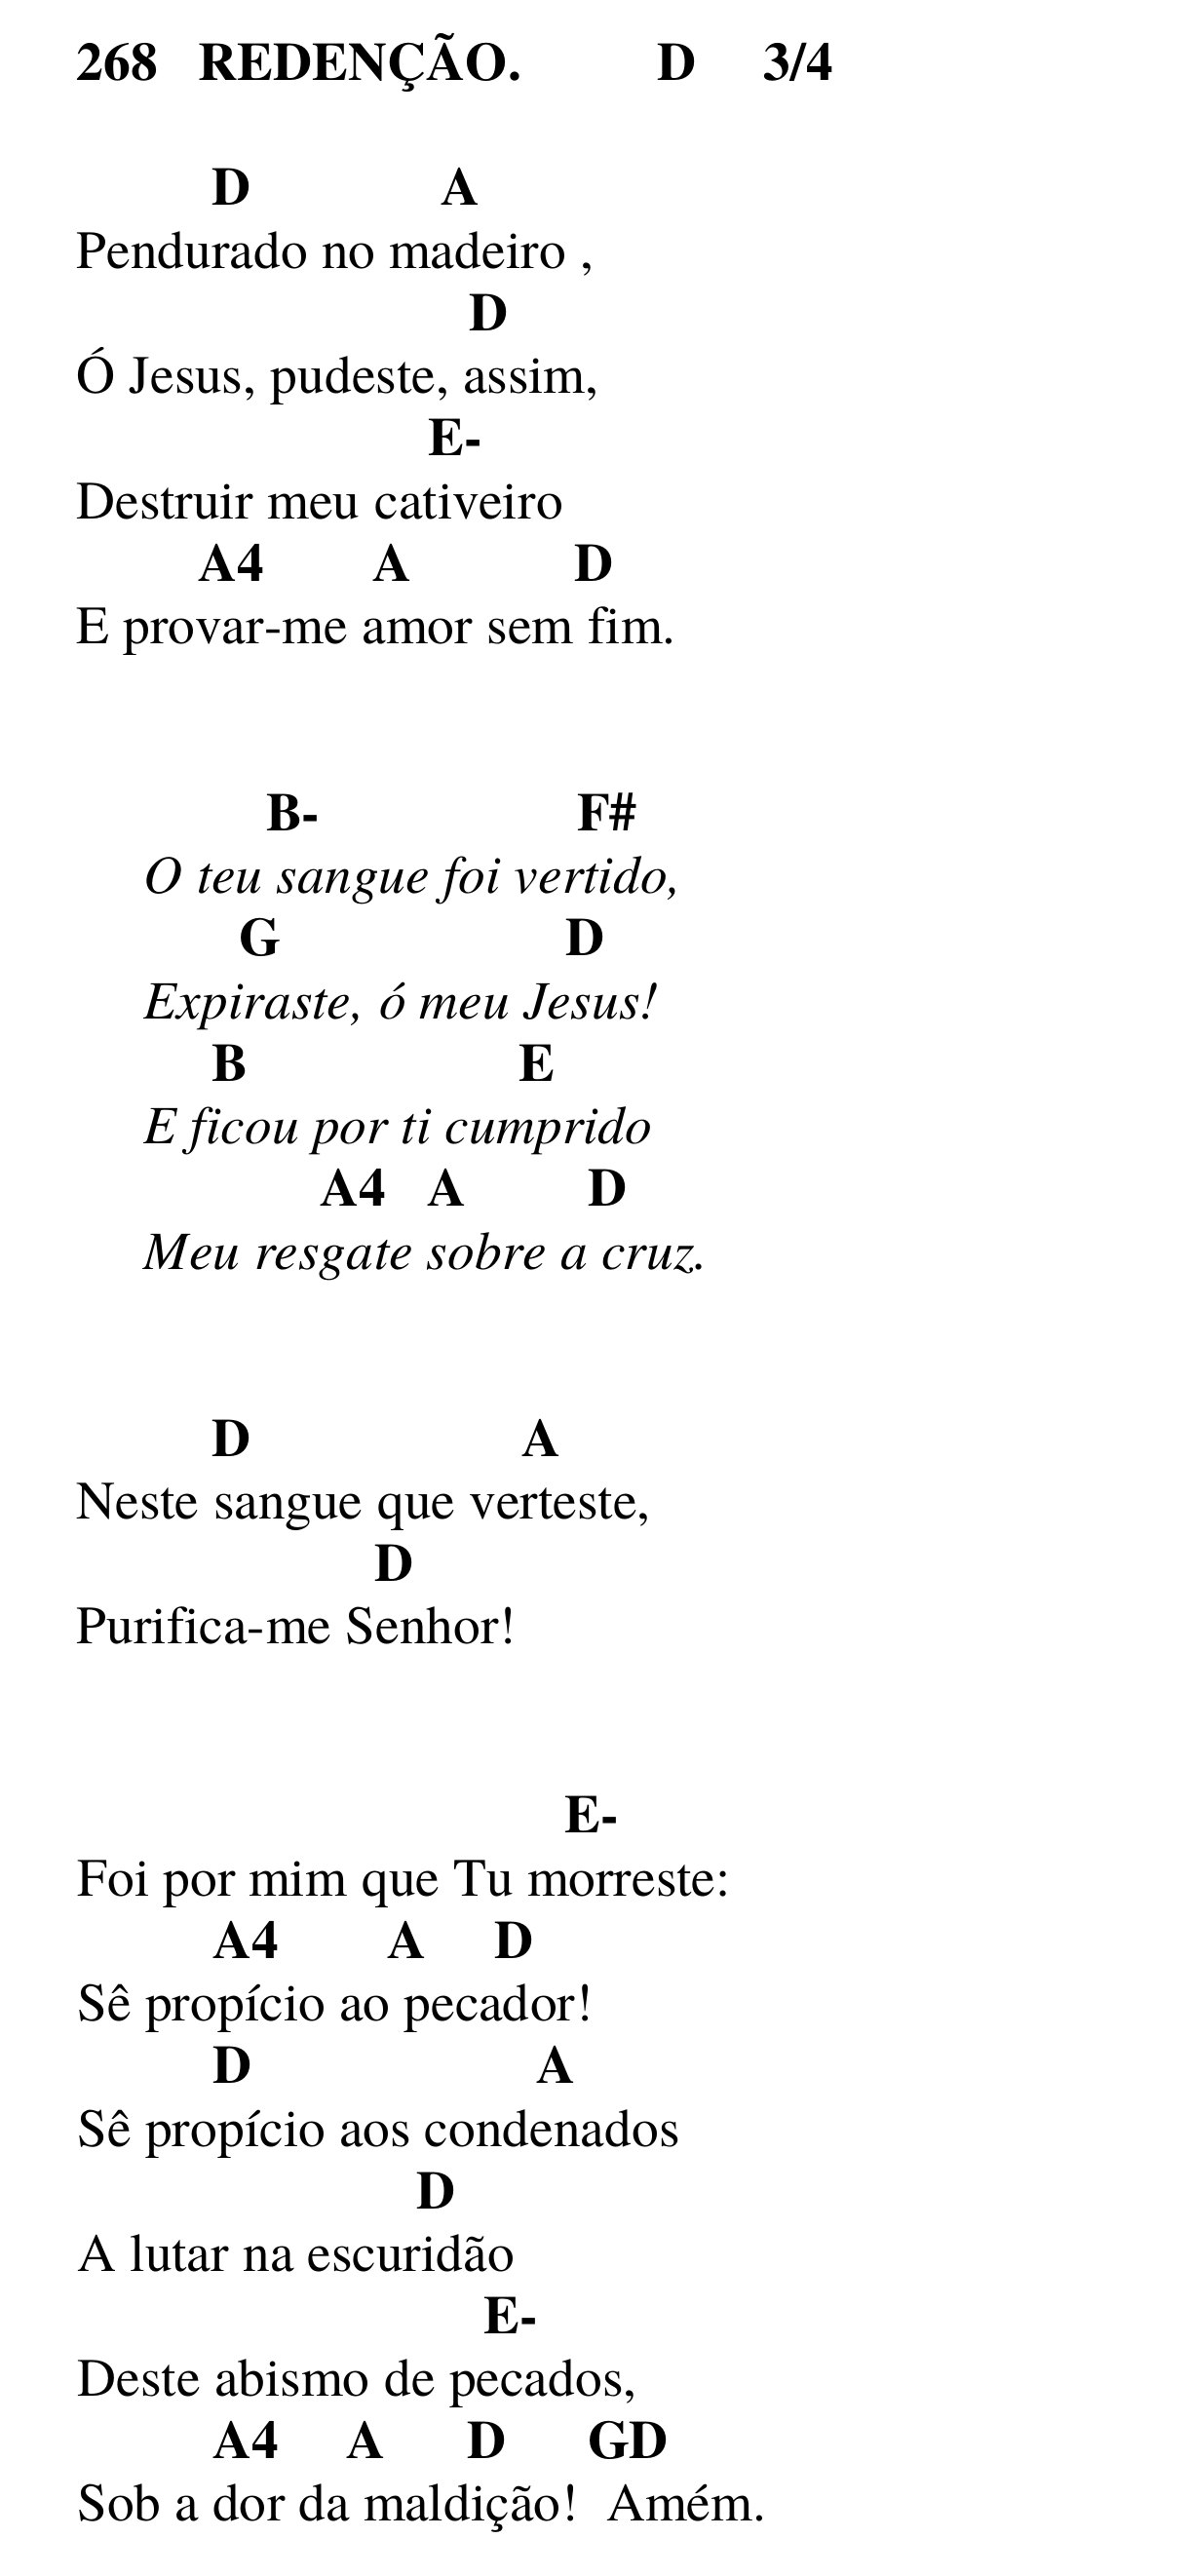 268 REDENÇÃO. D 3/4
D A
Pendurado no madeiro ,
D
Ó Jesus, pudeste, assim,
E-
Destruir meu cativeiro
A4 A D
E provar-me amor sem fim.
B- F#
O teu sangue foi vertido,
G D
Expiraste, ó meu Jesus!
B E
E ficou por ti cumprido
A4 A D
Meu resgate sobre a cruz.
D A
Neste sangue que verteste,
D
Purifica-me Senhor!
E-
Foi por mim que Tu morreste:
A4 A D
Sê propício ao pecador!
D A
Sê propício aos condenados
D
A lutar na escuridão
E-
Deste abismo de pecados,
A4 A D GD
Sob a dor da maldição! Amém.